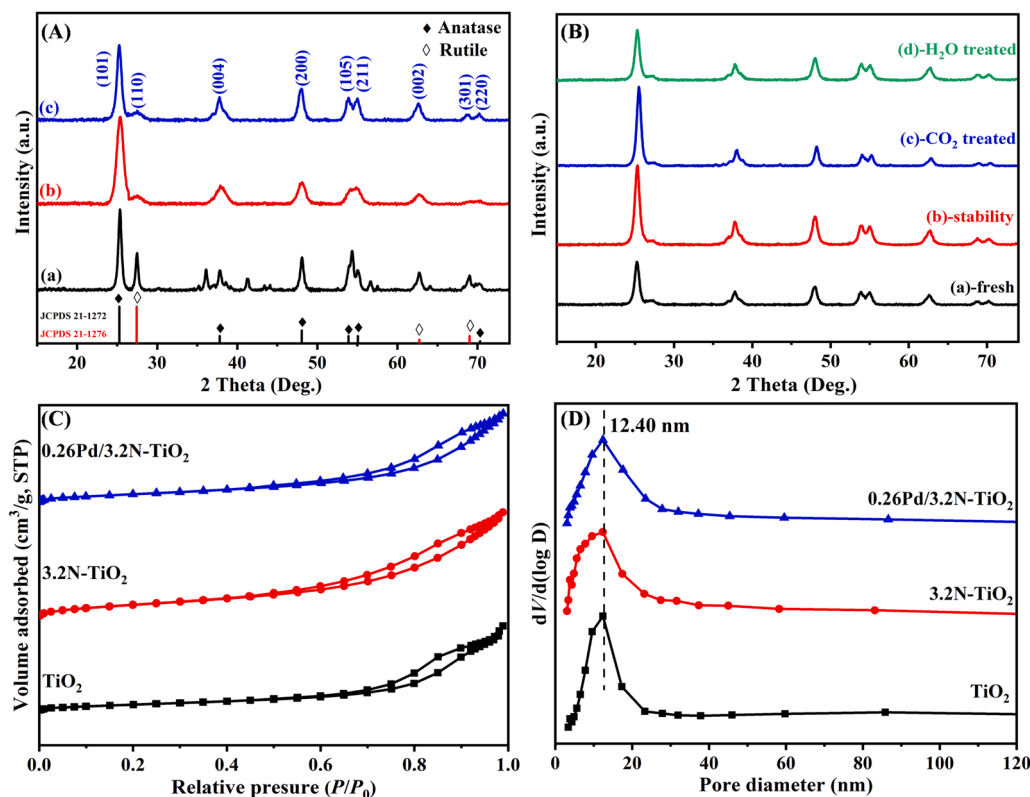 (A)
◆ Anatase
◇ Rutile
(101)
(110)
(004)
(200)
(105)
(211)
(002)
(301)
(220)
(c)
(b)
(a)
JCPDS 21-1272
JCPDS 21-1276
Intensity (a.u.)
20 30 40 50 60 70
2 Theta (Deg.)
(B)
(d)-H₂O treated
(c)-CO₂ treated
(b)-stability
(a)-fresh
Intensity (a.u.)
20 30 40 50 60 70
2 Theta (Deg.)
(C)
0.26Pd/3.2N-TiO₂
3.2N-TiO₂
TiO₂
Volume adsorbed (cm³/g, STP)
0.0 0.2 0.4 0.6 0.8 1.0
Relative presure (P/P₀)
(D)
12.40 nm
0.26Pd/3.2N-TiO₂
3.2N-TiO₂
TiO₂
dV/d(log D)
0 20 40 60 80 100 120
Pore diameter (nm)